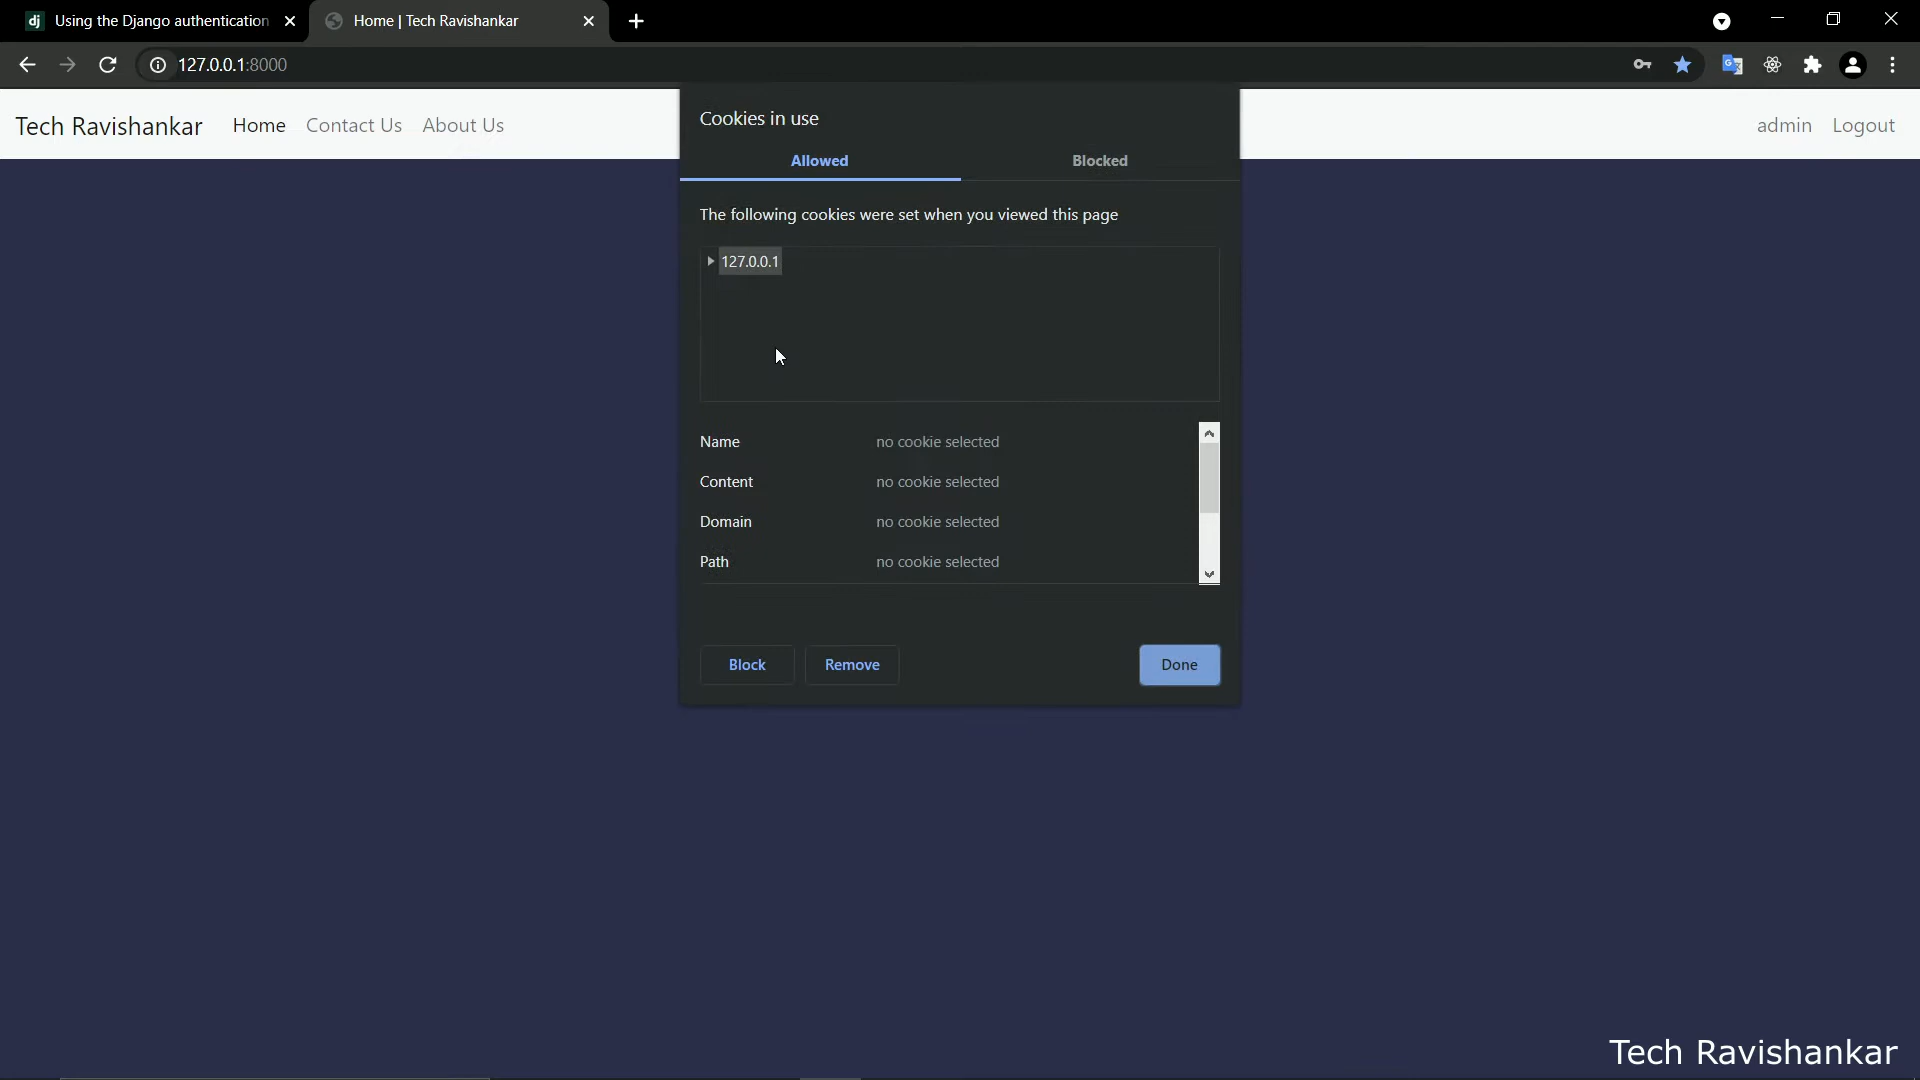 Using the Django authentication
Home | Tech Ravishankar
127.0.0.1:8000
Tech Ravishankar Home Contact Us About Us admin Logout
Cookies in use
Allowed Blocked
The following cookies were set when you viewed this page
127.0.0.1
Name no cookie selected
Content no cookie selected
Domain no cookie selected
Path no cookie selected
Block Remove Done
Tech Ravishankar